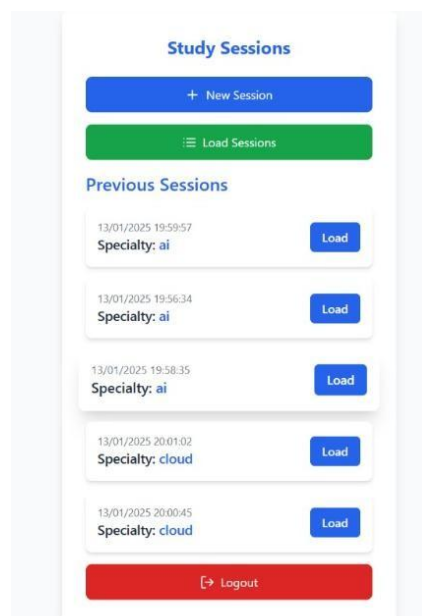 Study Sessions
+ New Session
Load Sessions
Previous Sessions
13/01/2025 19:59:57
Specialty: ai
Load
13/01/2025 19:56:34
Specialty: ai
Load
13/01/2025 19:58:35
Specialty: ai
Load
13/01/2025 20:01:02
Specialty: cloud
Load
13/01/2025 20:00:45
Specialty: cloud
Load
Logout